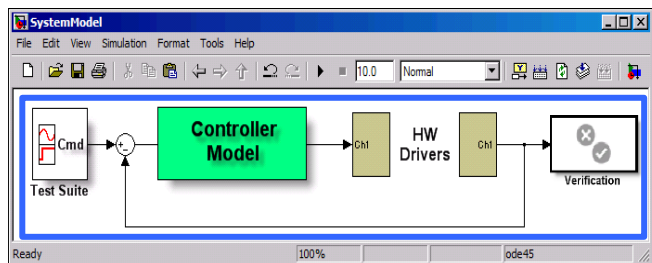 SystemModel
File Edit View Simulation Format Tools Help
10.0 Normal
Cmd
Test Suite
+
-
Controller
Model
Ch1
HW
Drivers
Ch1
Verification
Ready 100% ode45